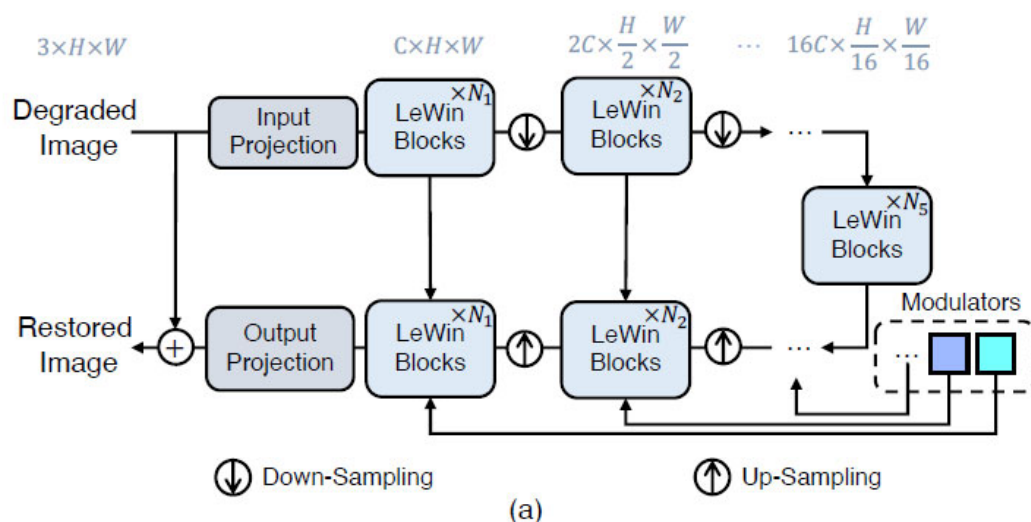 3×H×W
C×H×W
2C×H/2×W/2
···
16C×H/16×W/16
Degraded
Image
Input
Projection
LeWin
Blocks
×N₁
LeWin
Blocks
×N₂
···
LeWin
Blocks
×N₅
Restored
Image
+
Output
Projection
LeWin
Blocks
×N₁
LeWin
Blocks
×N₂
···
Modulators
···
Down-Sampling
Up-Sampling
(a)